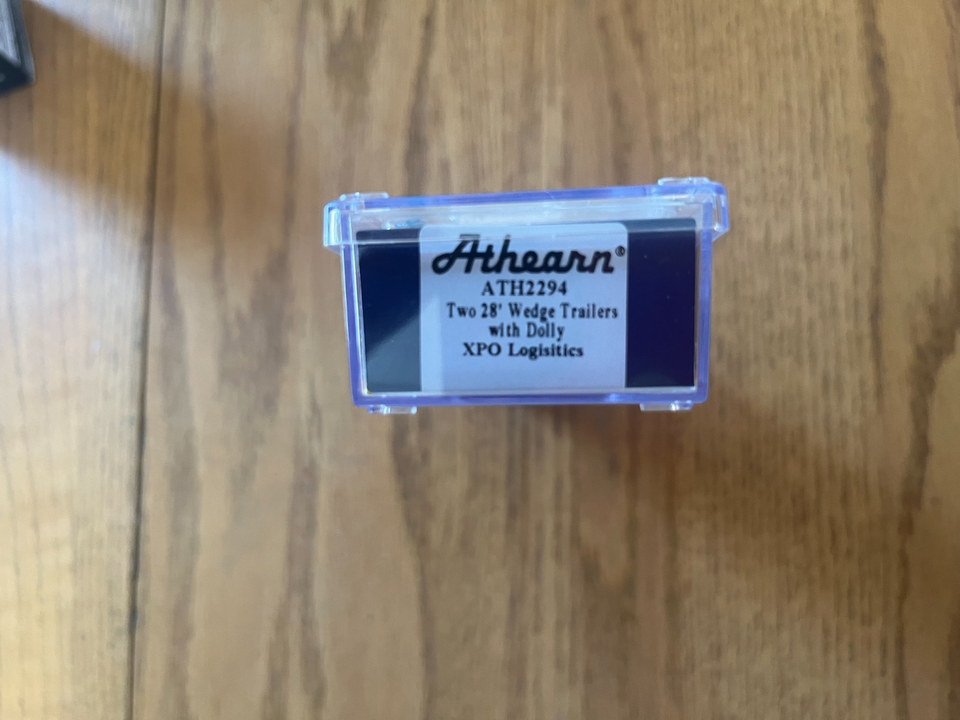 Athearn®
ATH2294
Two 28' Wedge Trailers
with Dolly
XPO Logisitics